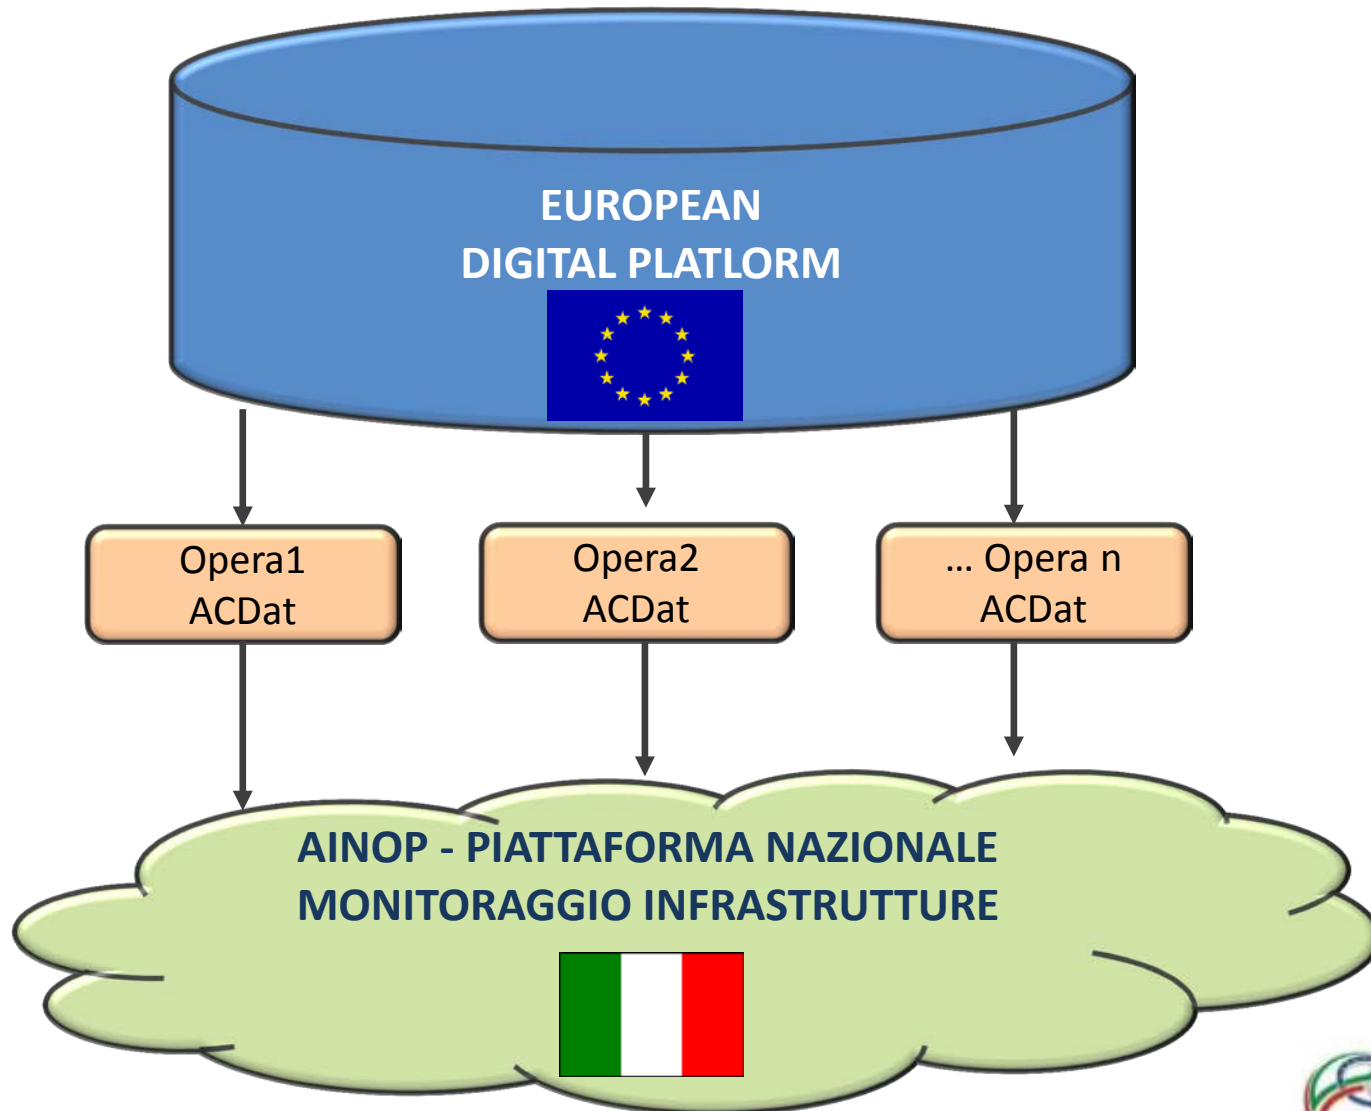 EUROPEAN
DIGITAL PLATLORM
Opera1
ACDat
Opera2
ACDat
... Opera n
ACDat
AINOP - PIATTAFORMA NAZIONALE
MONITORAGGIO INFRASTRUTTURE